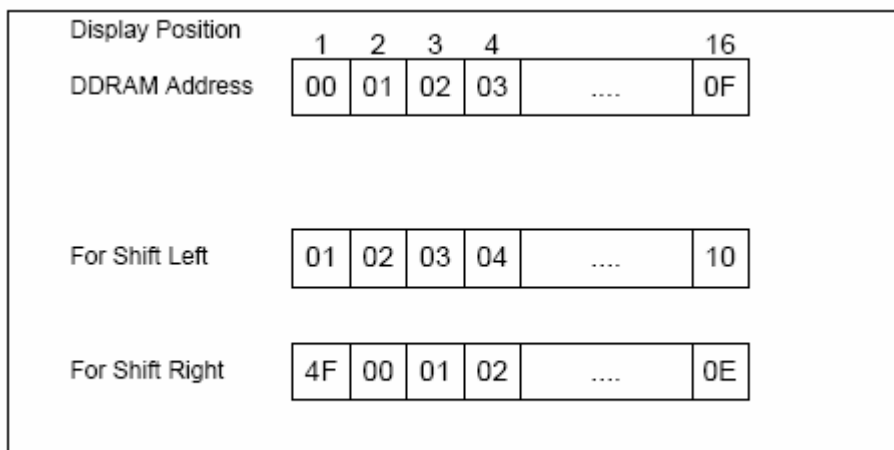 Display Position 1 2 3 4 16
DDRAM Address 00 01 02 03 .... 0F
For Shift Left 01 02 03 04 .... 10
For Shift Right 4F 00 01 02 .... 0E